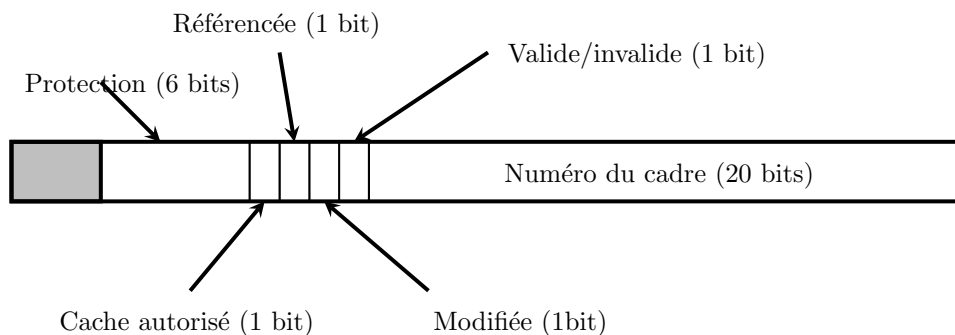 Référencée (1 bit)
Valide/invalide (1 bit)
Protection (6 bits)
Numéro du cadre (20 bits)
Cache autorisé (1 bit)
Modifiée (1bit)